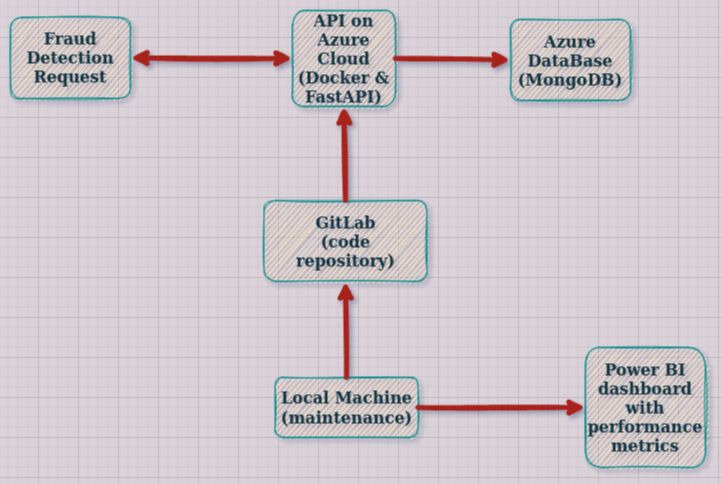 Fraud
Detection
Request
API on
Azure
Cloud
(Docker &
FastAPI)
Azure
DataBase
(MongoDB)
GitLab
(code
repository)
Local Machine
(maintenance)
Power BI
dashboard
with
performance
metrics